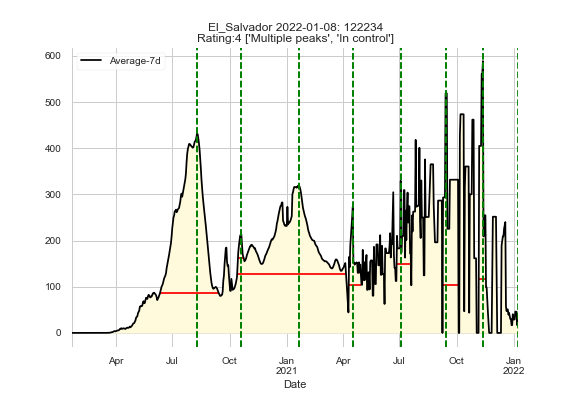 El_Salvador 2022-01-08: 122234
Rating:4 ['Multiple peaks', 'In control']
Average-7d
600
500
400
300
200
100
0
Apr Jul Oct Jan Apr Jul Oct Jan
2021 2022
Date